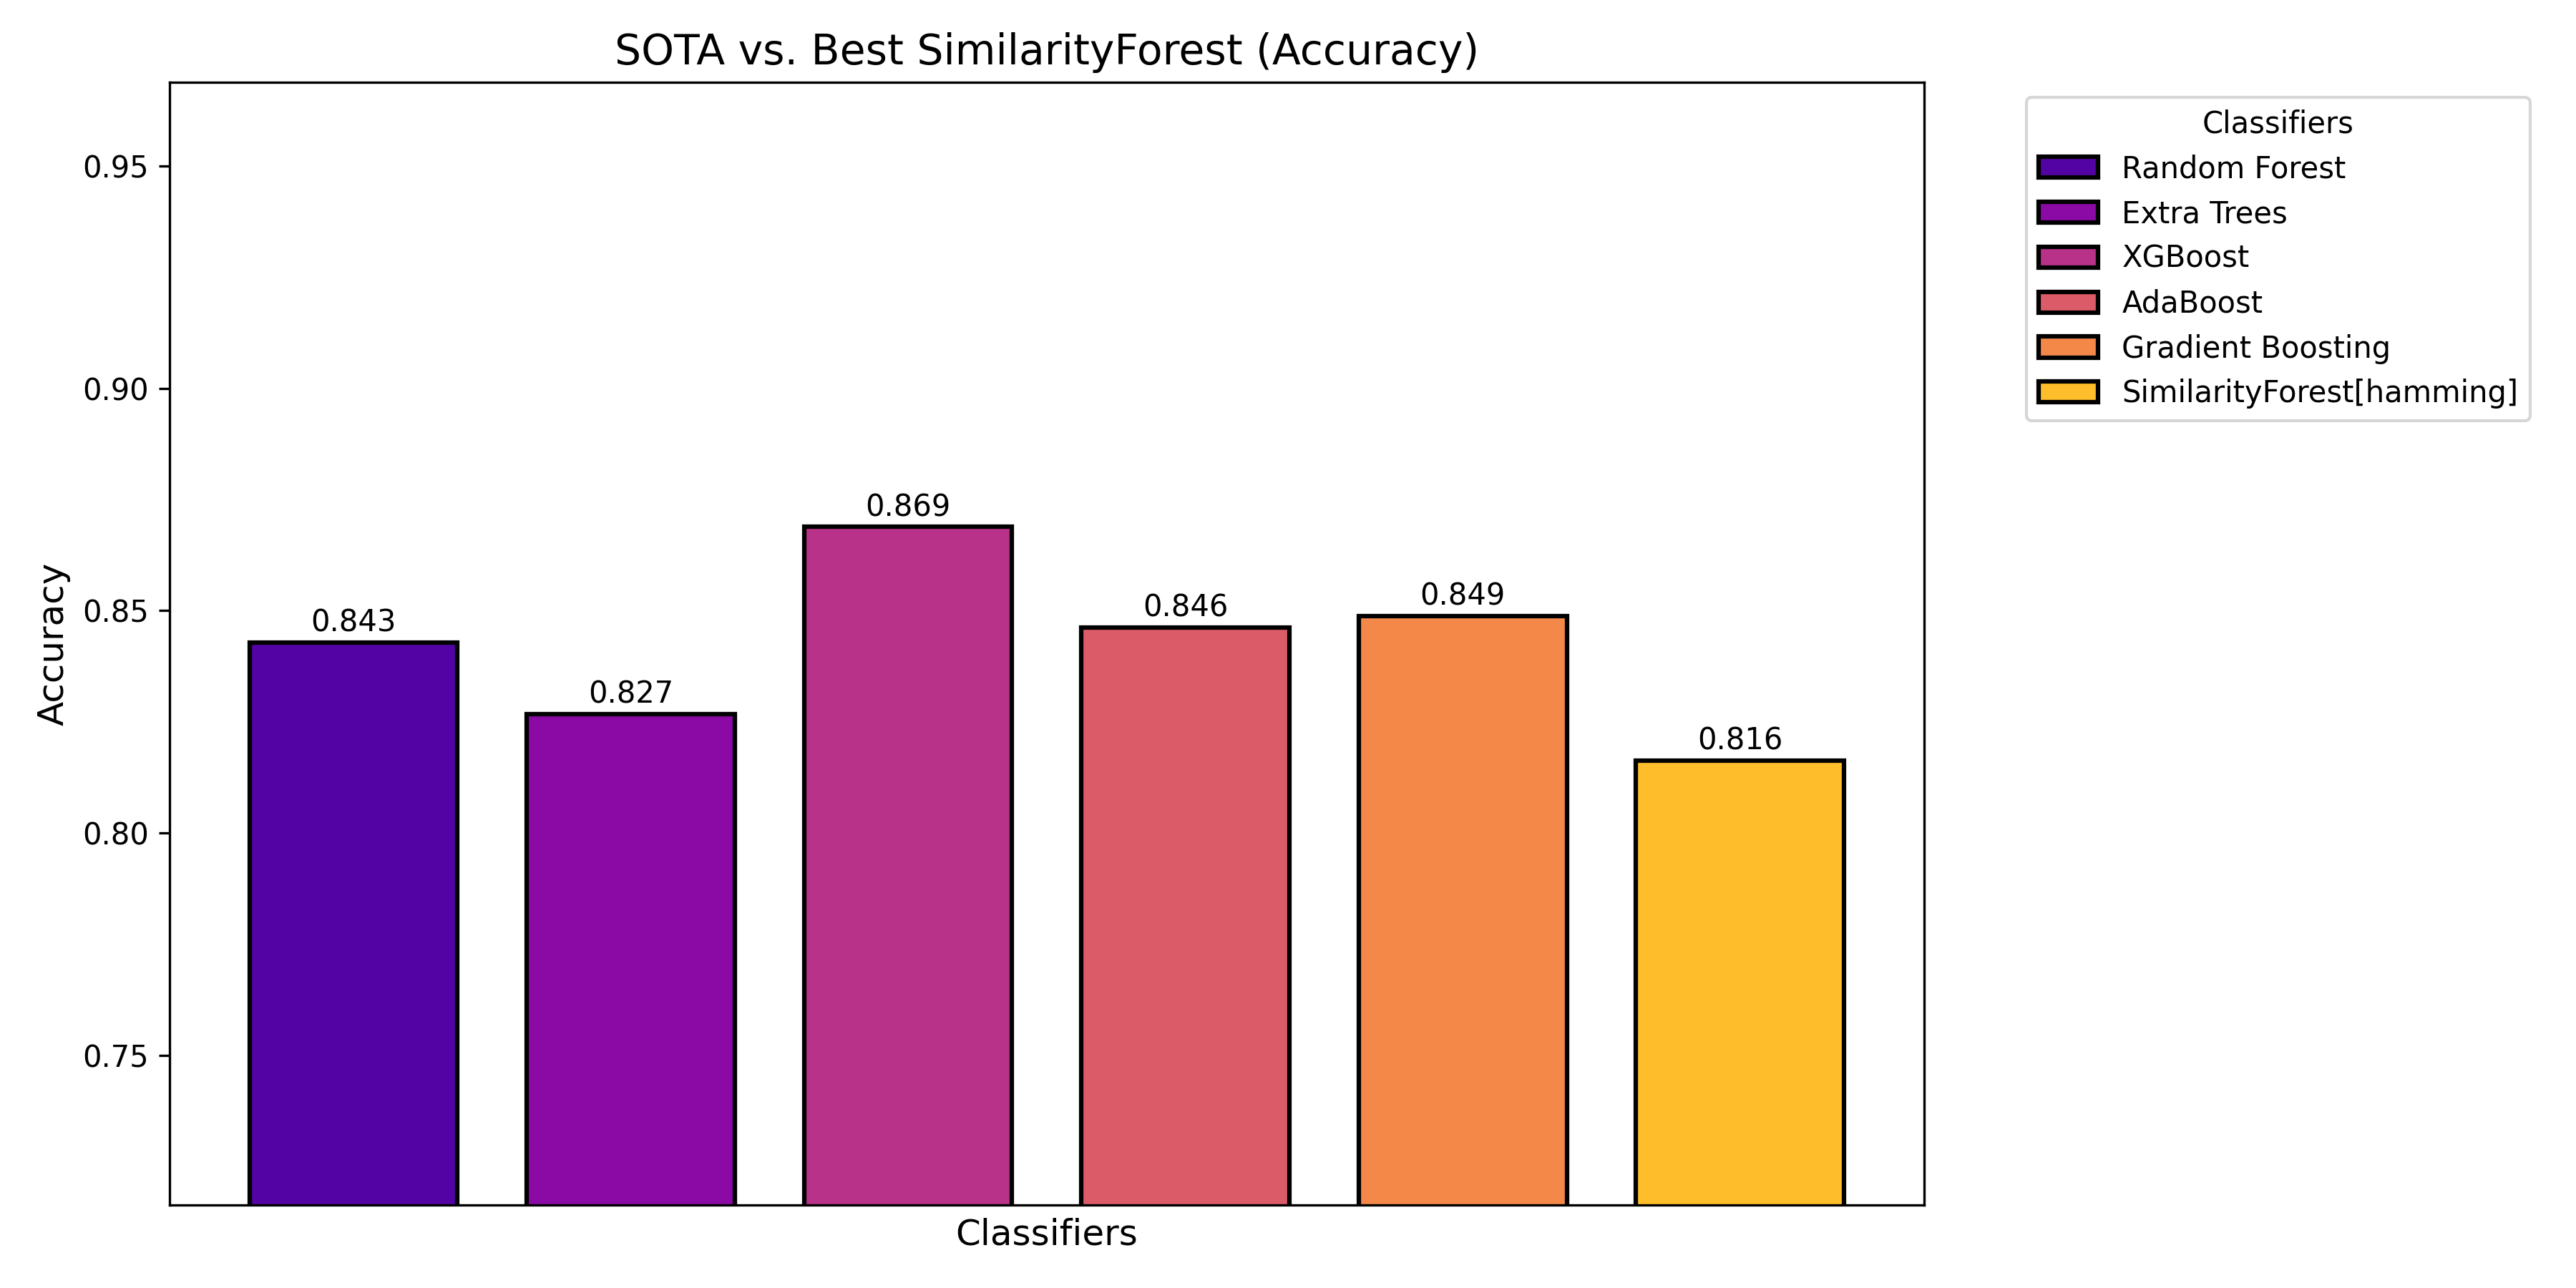 SOTA vs. Best SimilarityForest (Accuracy)
Accuracy
0.95
0.90
0.85
0.80
0.75
0.843
0.827
0.869
0.846
0.849
0.816
Classifiers
Classifiers
Random Forest
Extra Trees
XGBoost
AdaBoost
Gradient Boosting
SimilarityForest[hamming]